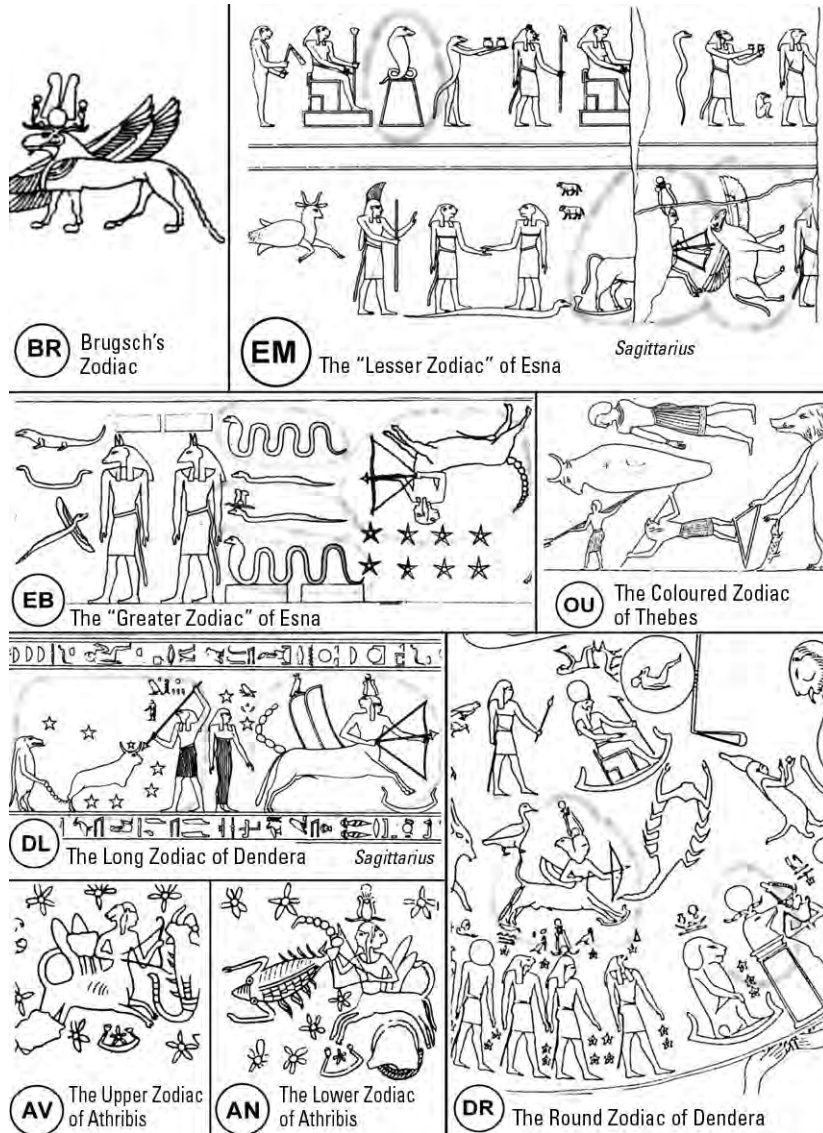 BR
Brugsch's
Zodiac
EM
The "Lesser Zodiac" of Esna
Sagittarius
EB
The "Greater Zodiac" of Esna
OU
The Coloured Zodiac
of Thebes
DL
The Long Zodiac of Dendera
Sagittarius
AV
The Upper Zodiac
of Athribis
AN
The Lower Zodiac
of Athribis
DR
The Round Zodiac of Dendera